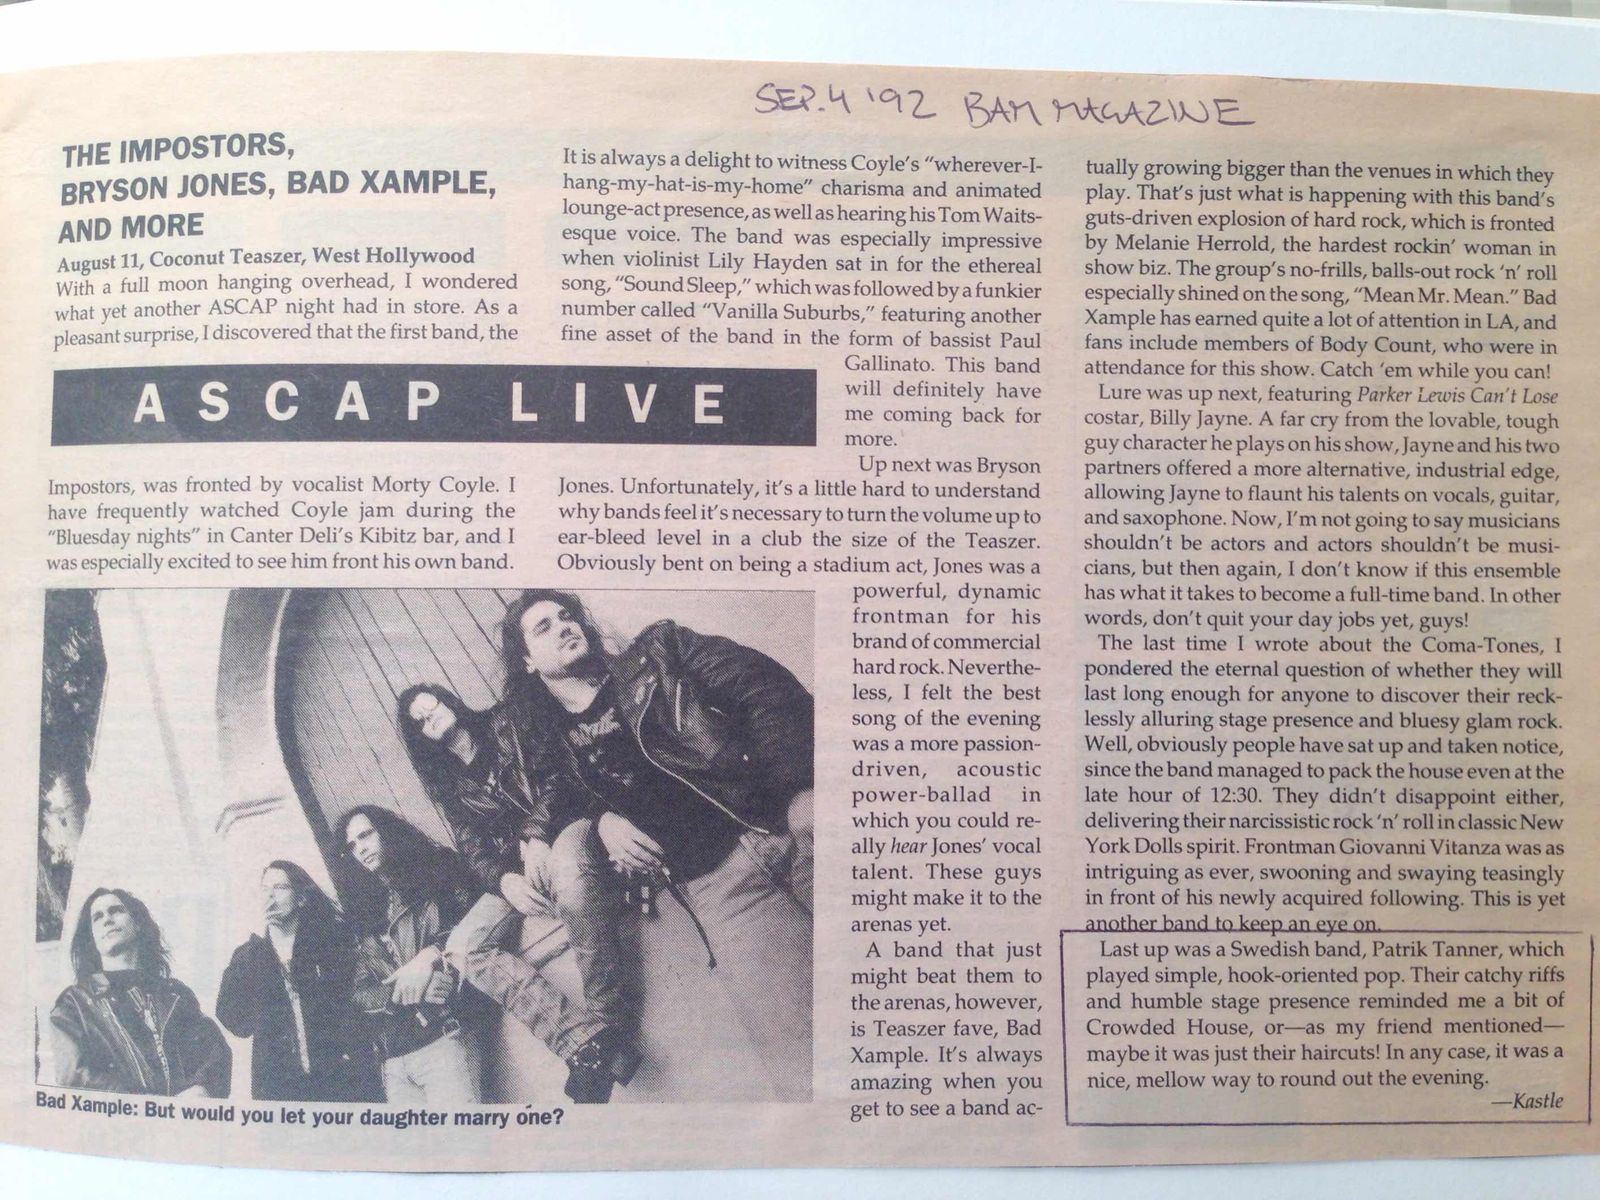 SEP. 4 '92 BAM MAGAZINE
THE IMPOSTORS,
BRYSON JONES, BAD XAMPLE,
AND MORE
August 11, Coconut Teaszer, West Hollywood
With a full moon hanging overhead, I wondered
what yet another ASCAP night had in store. As a
pleasant surprise, I discovered that the first band, the
ASCAP LIVE
Impostors, was fronted by vocalist Morty Coyle. I
have frequently watched Coyle jam during the
"Bluesday nights" in Canter Deli's Kibitz bar, and I
was especially excited to see him front his own band.
Bad Xample: But would you let your daughter marry one?
It is always a delight to witness Coyle's "wherever-I-
hang-my-hat-is-my-home" charisma and animated
lounge-act presence, as well as hearing his Tom Waits-
esque voice. The band was especially impressive
when violinist Lily Hayden sat in for the ethereal
song, "Sound Sleep," which was followed by a funkier
number called "Vanilla Suburbs," featuring another
fine asset of the band in the form of bassist Paul
Gallinato. This band
will definitely have
me coming back for
more.
Up next was Bryson
Jones. Unfortunately, it's a little hard to understand
why bands feel it's necessary to turn the volume up to
ear-bleed level in a club the size of the Teaszer.
Obviously bent on being a stadium act, Jones was a
powerful, dynamic
frontman for his
brand of commercial
hard rock. Neverthe-
less, I felt the best
song of the evening
was a more passion-
driven, acoustic
power-ballad in
which you could re-
ally hear Jones' vocal
talent. These guys
might make it to the
arenas yet.
A band that just
might beat them to
the arenas, however,
is Teaszer fave, Bad
Xample. It's always
amazing when you
get to see a band ac-
tually growing bigger than the venues in which they
play. That's just what is happening with this band's
guts-driven explosion of hard rock, which is fronted
by Melanie Herrold, the hardest rockin' woman in
show biz. The group's no-frills, balls-out rock 'n' roll
especially shined on the song, "Mean Mr. Mean." Bad
Xample has earned quite a lot of attention in LA, and
fans include members of Body Count, who were in
attendance for this show. Catch 'em while you can!
Lure was up next, featuring Parker Lewis Can't Lose
costar, Billy Jayne. A far cry from the lovable, tough
guy character he plays on his show, Jayne and his two
partners offered a more alternative, industrial edge,
allowing Jayne to flaunt his talents on vocals, guitar,
and saxophone. Now, I'm not going to say musicians
shouldn't be actors and actors shouldn't be musi-
cians, but then again, I don't know if this ensemble
has what it takes to become a full-time band. In other
words, don't quit your day jobs yet, guys!
The last time I wrote about the Coma-Tones, I
pondered the eternal question of whether they will
last long enough for anyone to discover their reck-
lessly alluring stage presence and bluesy glam rock.
Well, obviously people have sat up and taken notice,
since the band managed to pack the house even at the
late hour of 12:30. They didn't disappoint either,
delivering their narcissistic rock 'n' roll in classic New
York Dolls spirit. Frontman Giovanni Vitanza was as
intriguing as ever, swooning and swaying teasingly
in front of his newly acquired following. This is yet
another band to keep an eye on.
Last up was a Swedish band, Patrik Tanner, which
played simple, hook-oriented pop. Their catchy riffs
and humble stage presence reminded me a bit of
Crowded House, or—as my friend mentioned—
maybe it was just their haircuts! In any case, it was a
nice, mellow way to round out the evening.
—Kastle